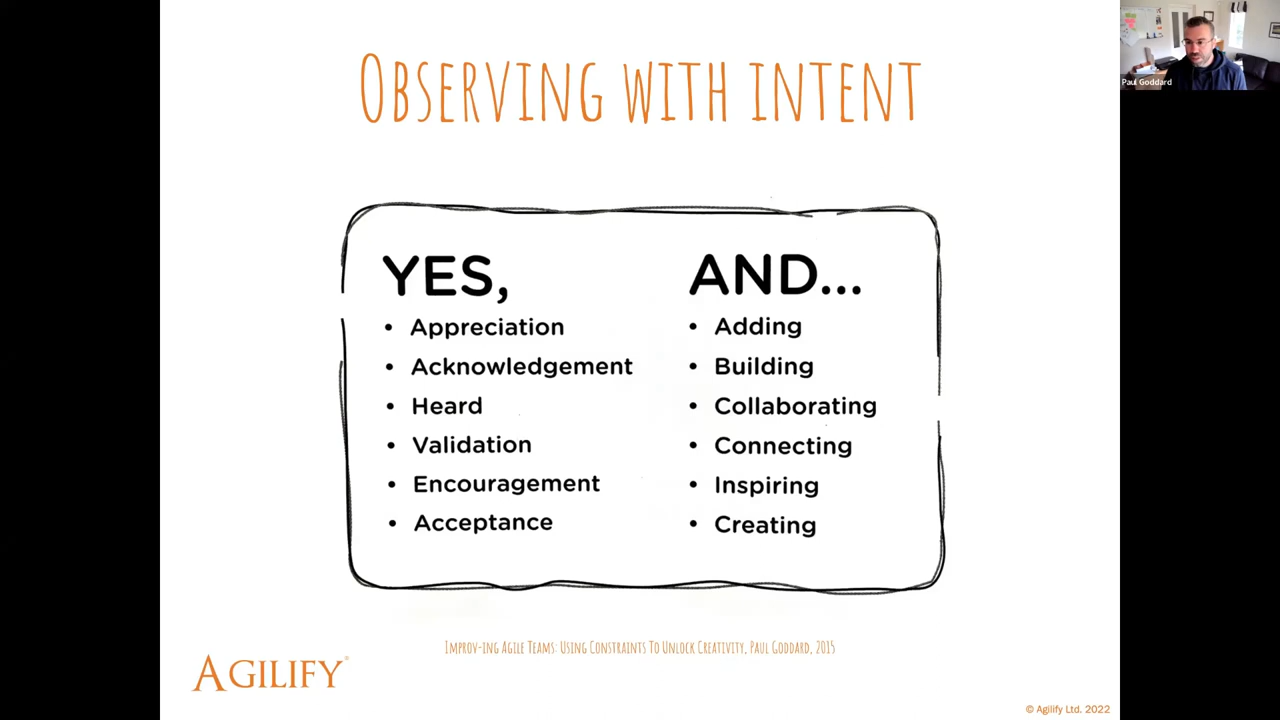 OBSERVING WITH INTENT
YES,
• Appreciation
• Acknowledgement
• Heard
• Validation
• Encouragement
• Acceptance
AND...
• Adding
• Building
• Collaborating
• Connecting
• Inspiring
• Creating
IMPROV-ING AGILE TEAMS: USING CONSTRAINTS TO UNLOCK CREATIVITY, PAUL GODDARD, 2015
AGILIFY®
© Agilify Ltd. 2022
Paul Goddard